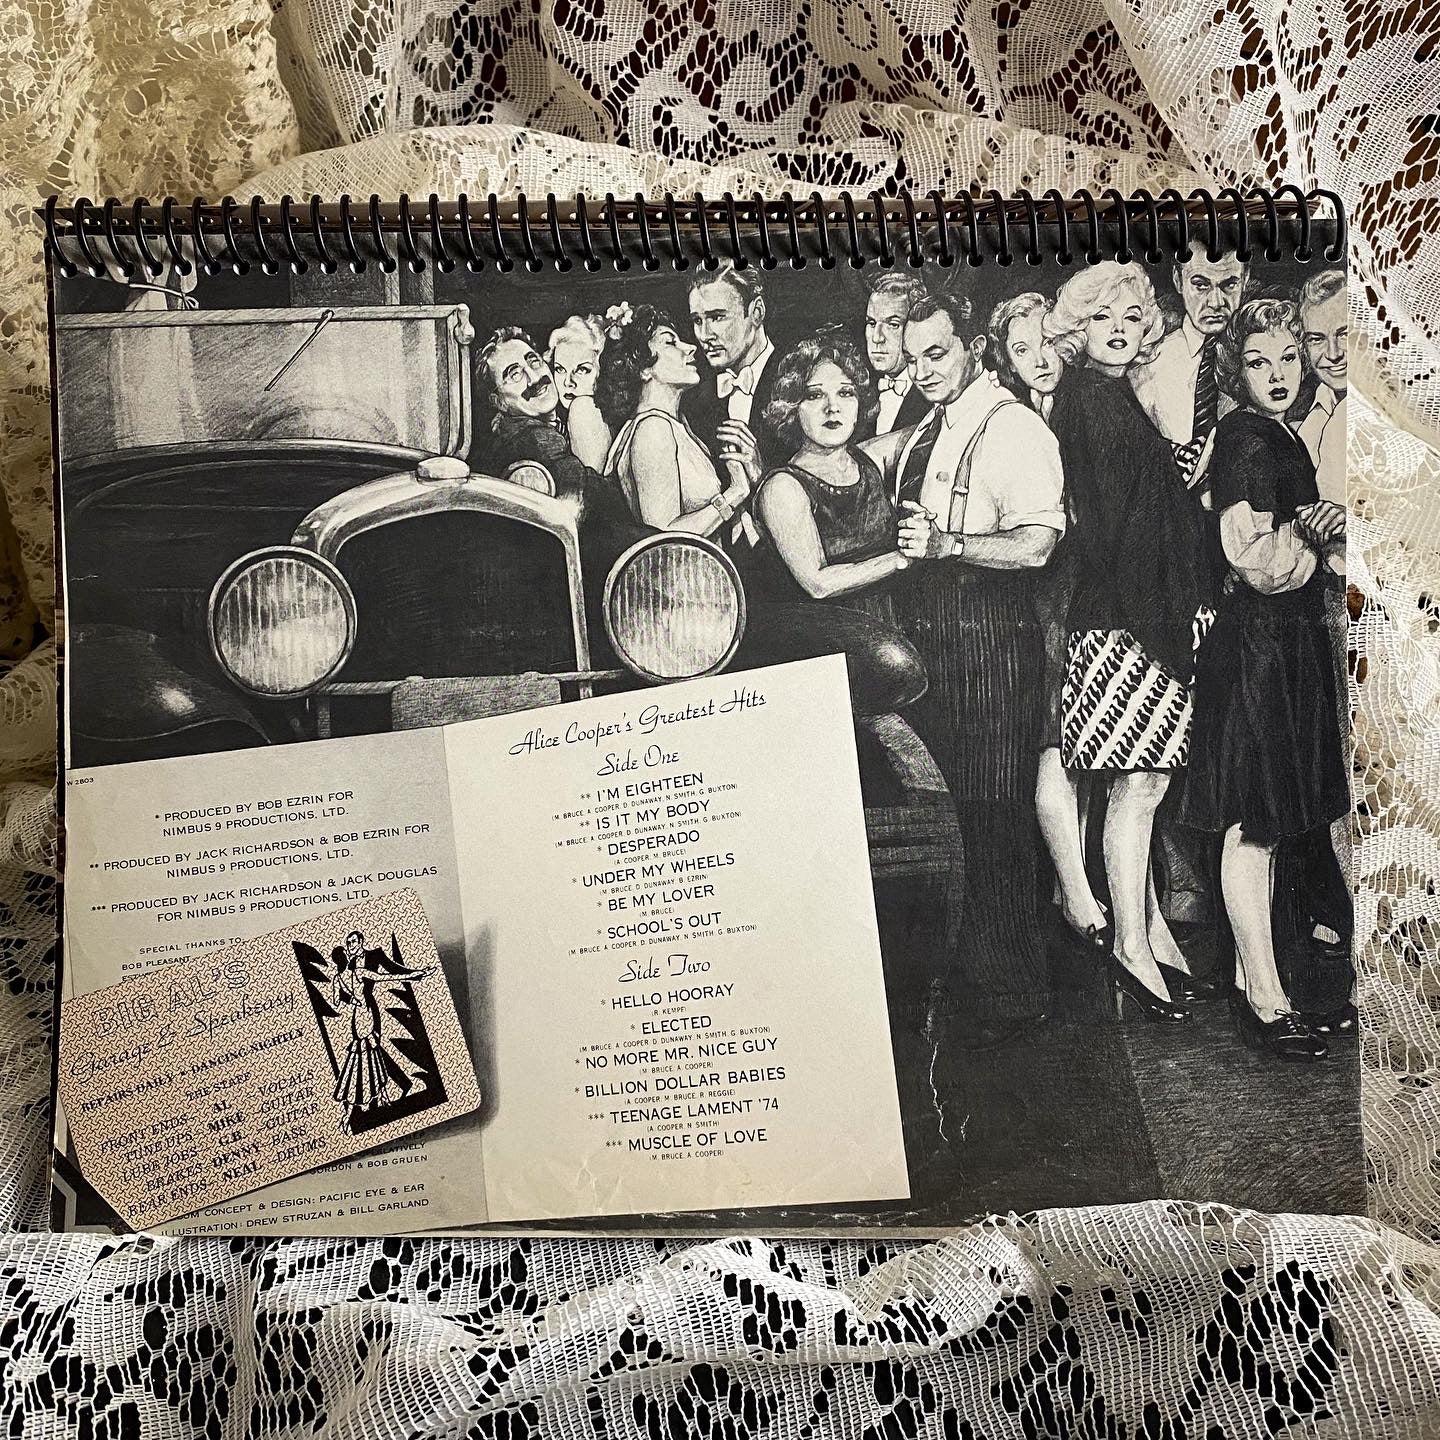 W 2803
* PRODUCED BY BOB EZRIN FOR
NIMBUS 9 PRODUCTIONS, LTD.
** PRODUCED BY JACK RICHARDSON & BOB EZRIN FOR
NIMBUS 9 PRODUCTIONS, LTD.
*** PRODUCED BY JACK RICHARDSON & JACK DOUGLAS
FOR NIMBUS 9 PRODUCTIONS, LTD.
SPECIAL THANKS TO
BOB PLEASANT
BIG AL'S
Garage & Speakeasy
REPAIRS DAILY * DANCING NIGHTLY
THE STAFF
FRONT ENDS- AL -VOCALS
TUNE UPS- MIKE -GUITAR
LUBE JOBS- G.B. -GUITAR
BRAKES- DENNY -BASS
REAR ENDS- NEAL -DRUMS
& BOB GRUEN
CONCEPT & DESIGN: PACIFIC EYE & EAR
ILLUSTRATION: DREW STRUZAN & BILL GARLAND
Alice Cooper's Greatest Hits
Side One
** I'M EIGHTEEN
(M. BRUCE, A. COOPER, D. DUNAWAY, N. SMITH, G. BUXTON)
** IS IT MY BODY
(M. BRUCE, A. COOPER, D. DUNAWAY, N. SMITH, G. BUXTON)
* DESPERADO
(A. COOPER, M. BRUCE)
* UNDER MY WHEELS
(M. BRUCE, D. DUNAWAY, B. EZRIN)
* BE MY LOVER
(M. BRUCE)
* SCHOOL'S OUT
(M. BRUCE, A. COOPER, D. DUNAWAY, N. SMITH, G. BUXTON)
Side Two
* HELLO HOORAY
(R. KEMPF)
* ELECTED
(M. BRUCE, A. COOPER, D. DUNAWAY, N. SMITH, G. BUXTON)
* NO MORE MR. NICE GUY
(M. BRUCE, A. COOPER)
* BILLION DOLLAR BABIES
(A. COOPER, M. BRUCE, R. REGGIE)
*** TEENAGE LAMENT '74
(A. COOPER, N. SMITH)
*** MUSCLE OF LOVE
(M. BRUCE, A. COOPER)